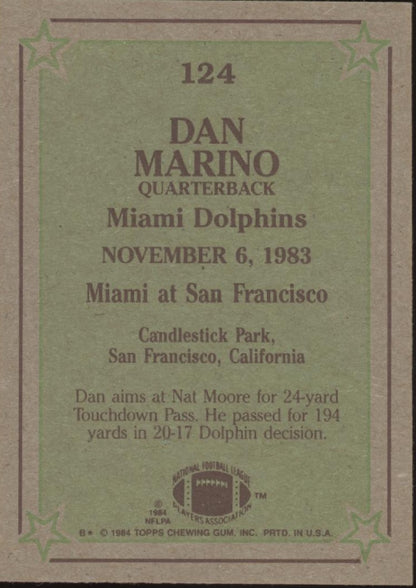 124
DAN
MARINO
QUARTERBACK
Miami Dolphins
NOVEMBER 6, 1983
Miami at San Francisco
Candlestick Park,
San Francisco, California
Dan aims at Nat Moore for 24-yard
Touchdown Pass. He passed for 194
yards in 20-17 Dolphin decision.
NATIONAL FOOTBALL LEAGUE
PLAYERS ASSOCIATION
TM
©
1984
NFLPA
B* © 1984 TOPPS CHEWING GUM, INC. PRTD. IN U.S.A.